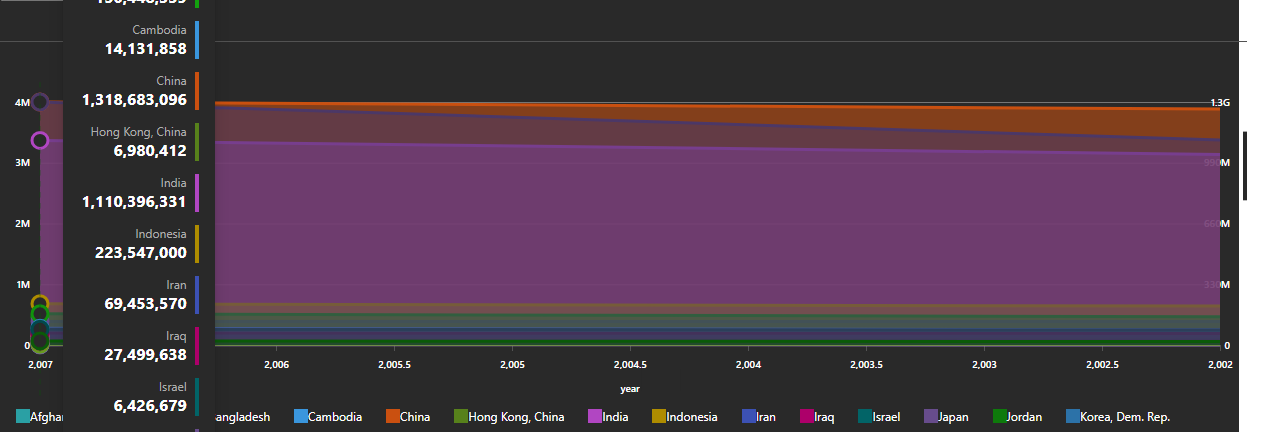 Cambodia
14,131,858
China
1,318,683,096
Hong Kong, China
6,980,412
India
1,110,396,331
Indonesia
223,547,000
Iran
69,453,570
Iraq
27,499,638
Israel
6,426,679
4M
3M
2M
1M
0
1.3G
990M
660M
330M
0
2,007
2,006
2,005.5
2,005
2,004.5
2,004
2,003.5
2,003
2,002.5
2,002
year
Afghan
angladesh
Cambodia
China
Hong Kong, China
India
Indonesia
Iran
Iraq
Israel
Japan
Jordan
Korea, Dem. Rep.